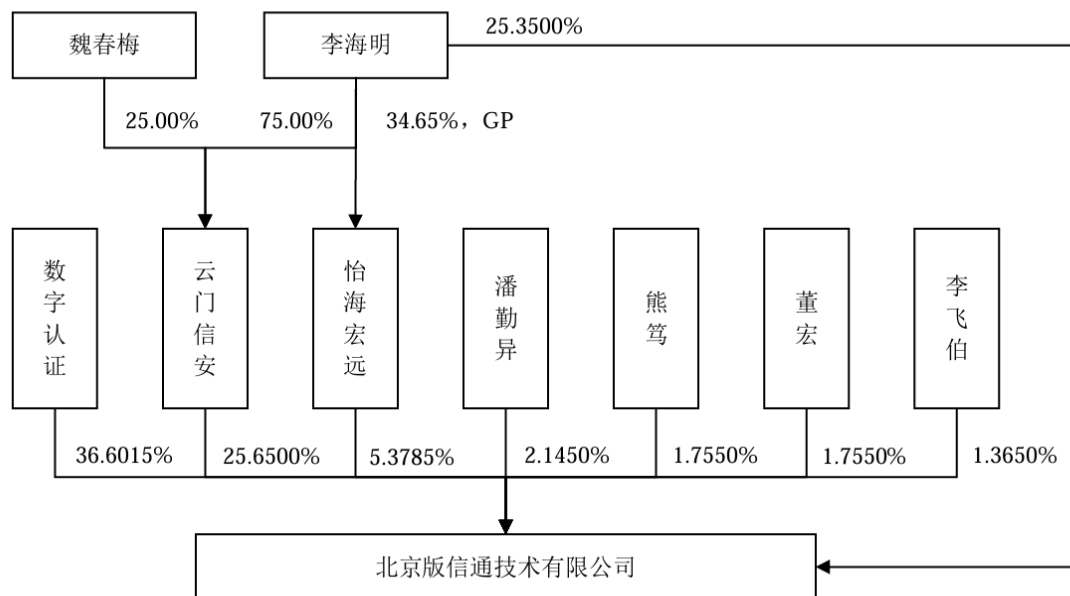 25.3500%
魏春梅
李海明
25.00%
75.00%
34.65%，GP
数字认证
云门信安
怡海宏远
潘勤异
熊笃
董宏
李飞伯
36.6015%
25.6500%
5.3785%
2.1450%
1.7550%
1.7550%
1.3650%
北京版信通技术有限公司